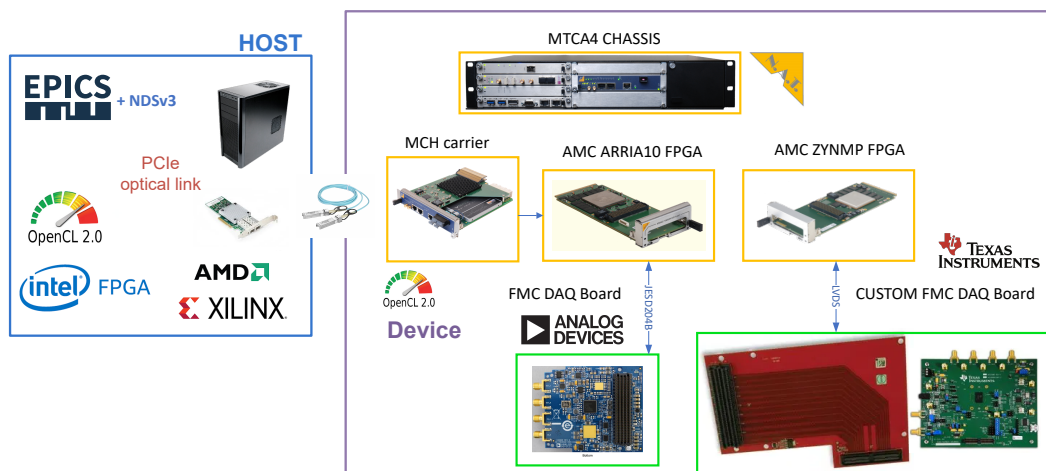 HOST
EPICS
+ NDSv3
PCIe
optical link
OpenCL 2.0
intel FPGA
AMD
XILINX
MTCA4 CHASSIS
N.A.T.
MCH carrier
AMC ARRIA10 FPGA
AMC ZYNMP FPGA
OpenCL 2.0
Device
JESD204B
LVDS
TEXAS
INSTRUMENTS
FMC DAQ Board
ANALOG
DEVICES
CUSTOM FMC DAQ Board
TEXAS
INSTRUMENTS